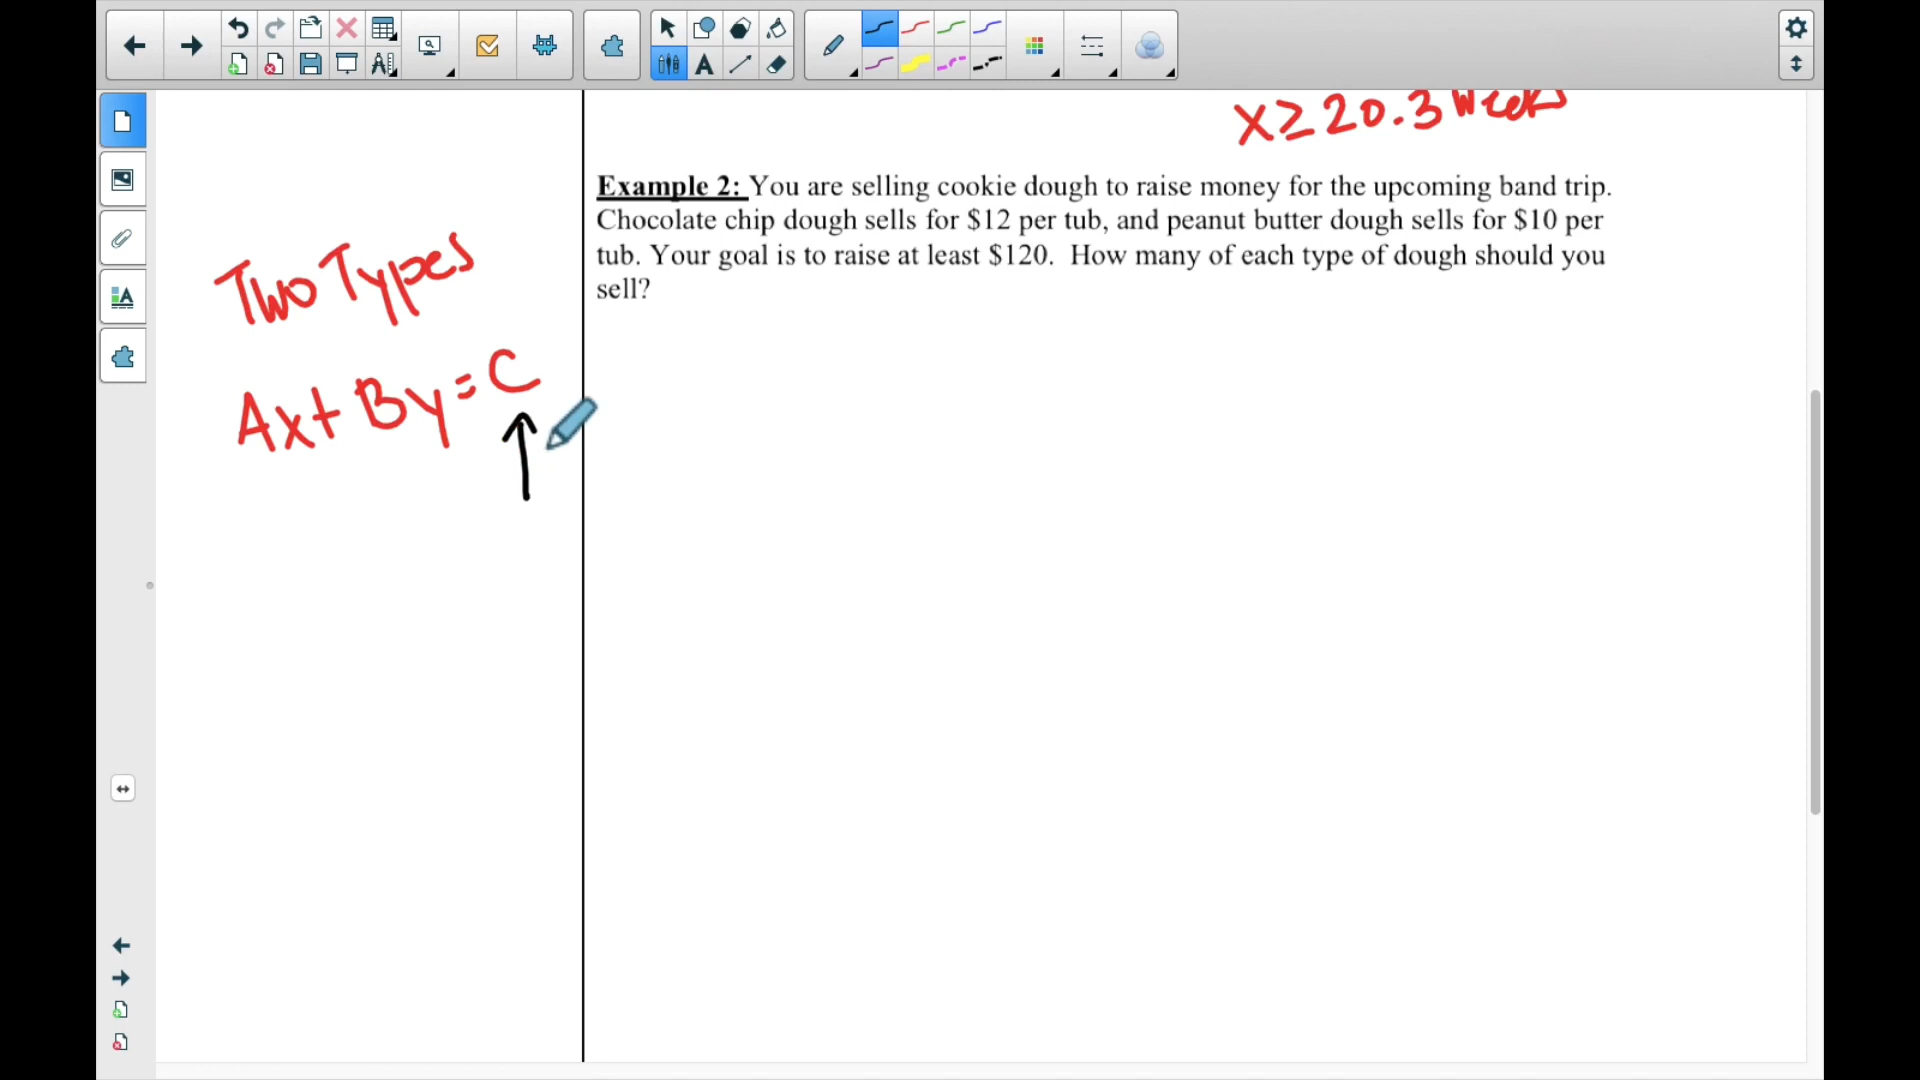 X ≥ 20.3 weeks
Example 2: You are selling cookie dough to raise money for the upcoming band trip.
Chocolate chip dough sells for $12 per tub, and peanut butter dough sells for $10 per
tub. Your goal is to raise at least $120. How many of each type of dough should you
sell?
Two Types
Ax + By = C